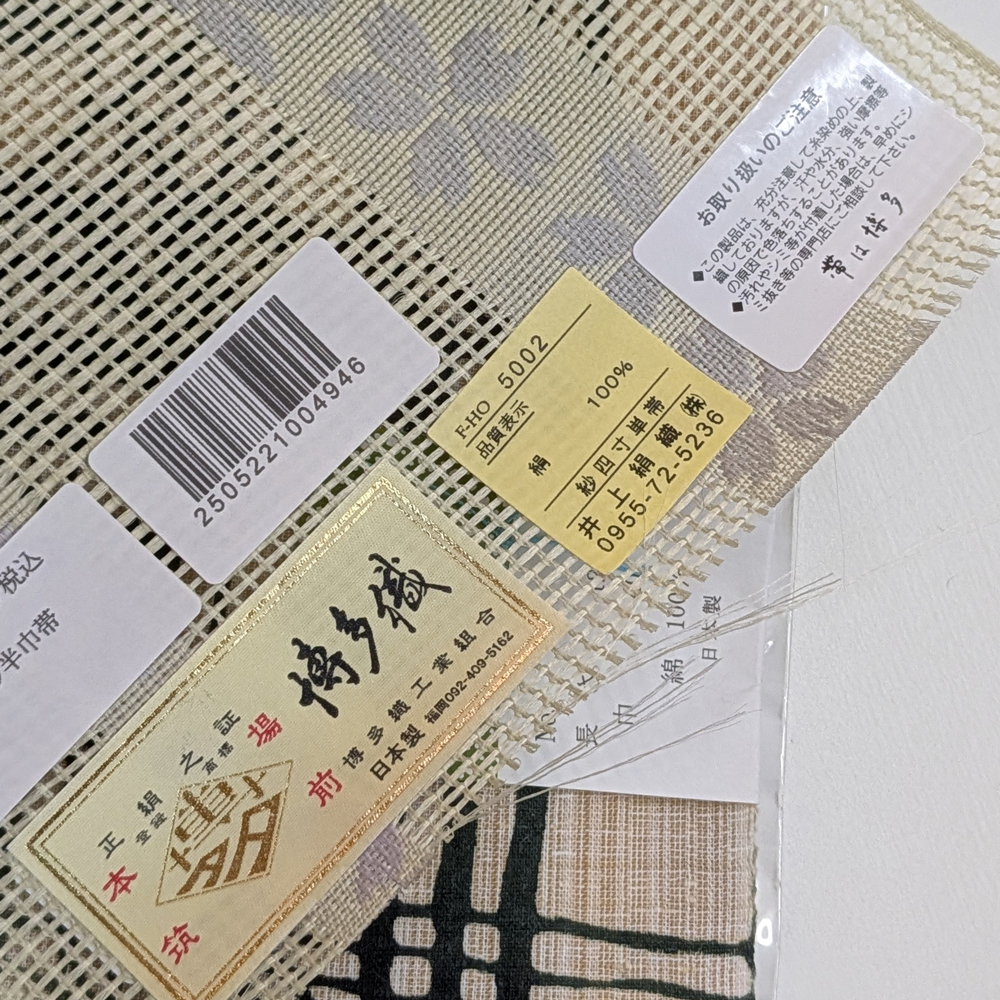 お取り扱いのご注意
◆この製品は、充分注意して糸染めの上、製
織しておりますが、汗や水分、強い摩擦等
の原因で色落ちすることがあります。
◆汚れやシミ等が付着した場合は、早めにシ
ミ抜き等の専門店にご相談して下さい。
帯は博多
2505221004946
F-HO 5002
品質表示
絹 100%
紗四寸単帯
井上絹織㈱
0955-72-5236
税込
半巾帯
正絹之証
登録商標
本場
筑前
博多織
博多織工業組合
日本製 福岡092-409-5162
長巾
綿 100%
日本製